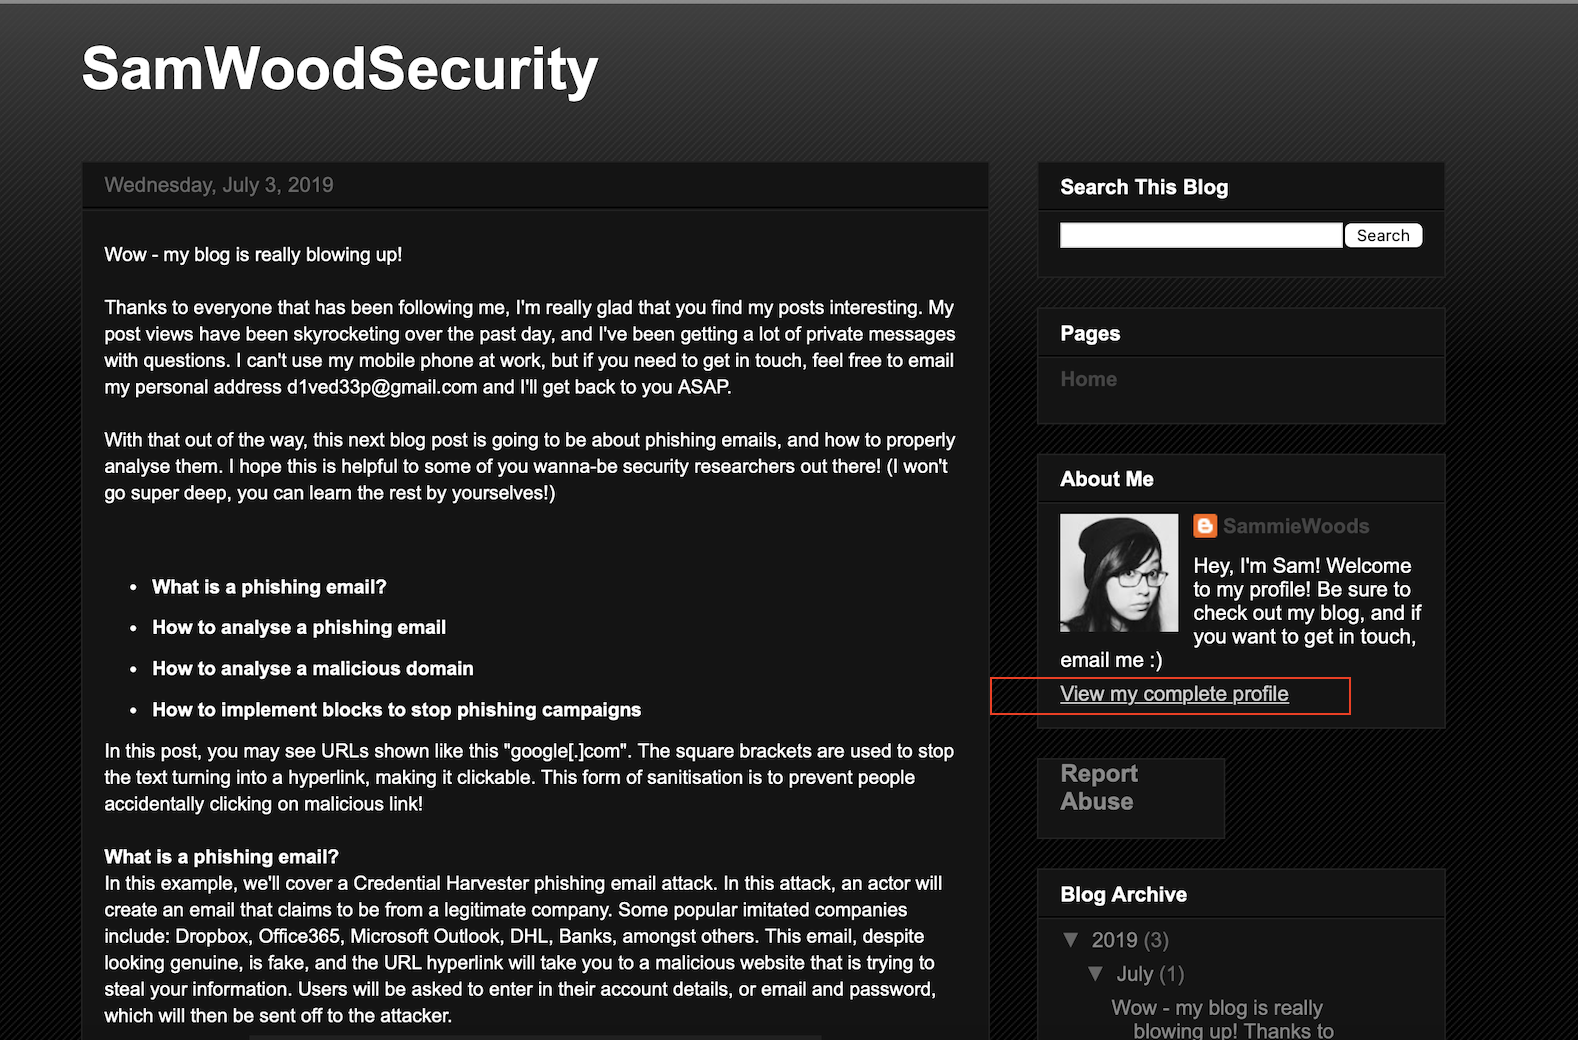 SamWoodSecurity
Wednesday, July 3, 2019
Wow - my blog is really blowing up!
Thanks to everyone that has been following me, I'm really glad that you find my posts interesting. My
post views have been skyrocketing over the past day, and I've been getting a lot of private messages
with questions. I can't use my mobile phone at work, but if you need to get in touch, feel free to email
my personal address d1ved33p@gmail.com and I'll get back to you ASAP.
With that out of the way, this next blog post is going to be about phishing emails, and how to properly
analyse them. I hope this is helpful to some of you wanna-be security researchers out there! (I won't
go super deep, you can learn the rest by yourselves!)
• What is a phishing email?
• How to analyse a phishing email
• How to analyse a malicious domain
• How to implement blocks to stop phishing campaigns
In this post, you may see URLs shown like this "google[.]com". The square brackets are used to stop
the text turning into a hyperlink, making it clickable. This form of sanitisation is to prevent people
accidentally clicking on malicious link!
What is a phishing email?
In this example, we'll cover a Credential Harvester phishing email attack. In this attack, an actor will
create an email that claims to be from a legitimate company. Some popular imitated companies
include: Dropbox, Office365, Microsoft Outlook, DHL, Banks, amongst others. This email, despite
looking genuine, is fake, and the URL hyperlink will take you to a malicious website that is trying to
steal your information. Users will be asked to enter in their account details, or email and password,
which will then be sent off to the attacker.
Search This Blog
Search
Pages
Home
About Me
SammieWoods
Hey, I'm Sam! Welcome
to my profile! Be sure to
check out my blog, and if
you want to get in touch,
email me :)
View my complete profile
Report
Abuse
Blog Archive
▼ 2019 (3)
▼ July (1)
Wow - my blog is really
blowing up! Thanks to